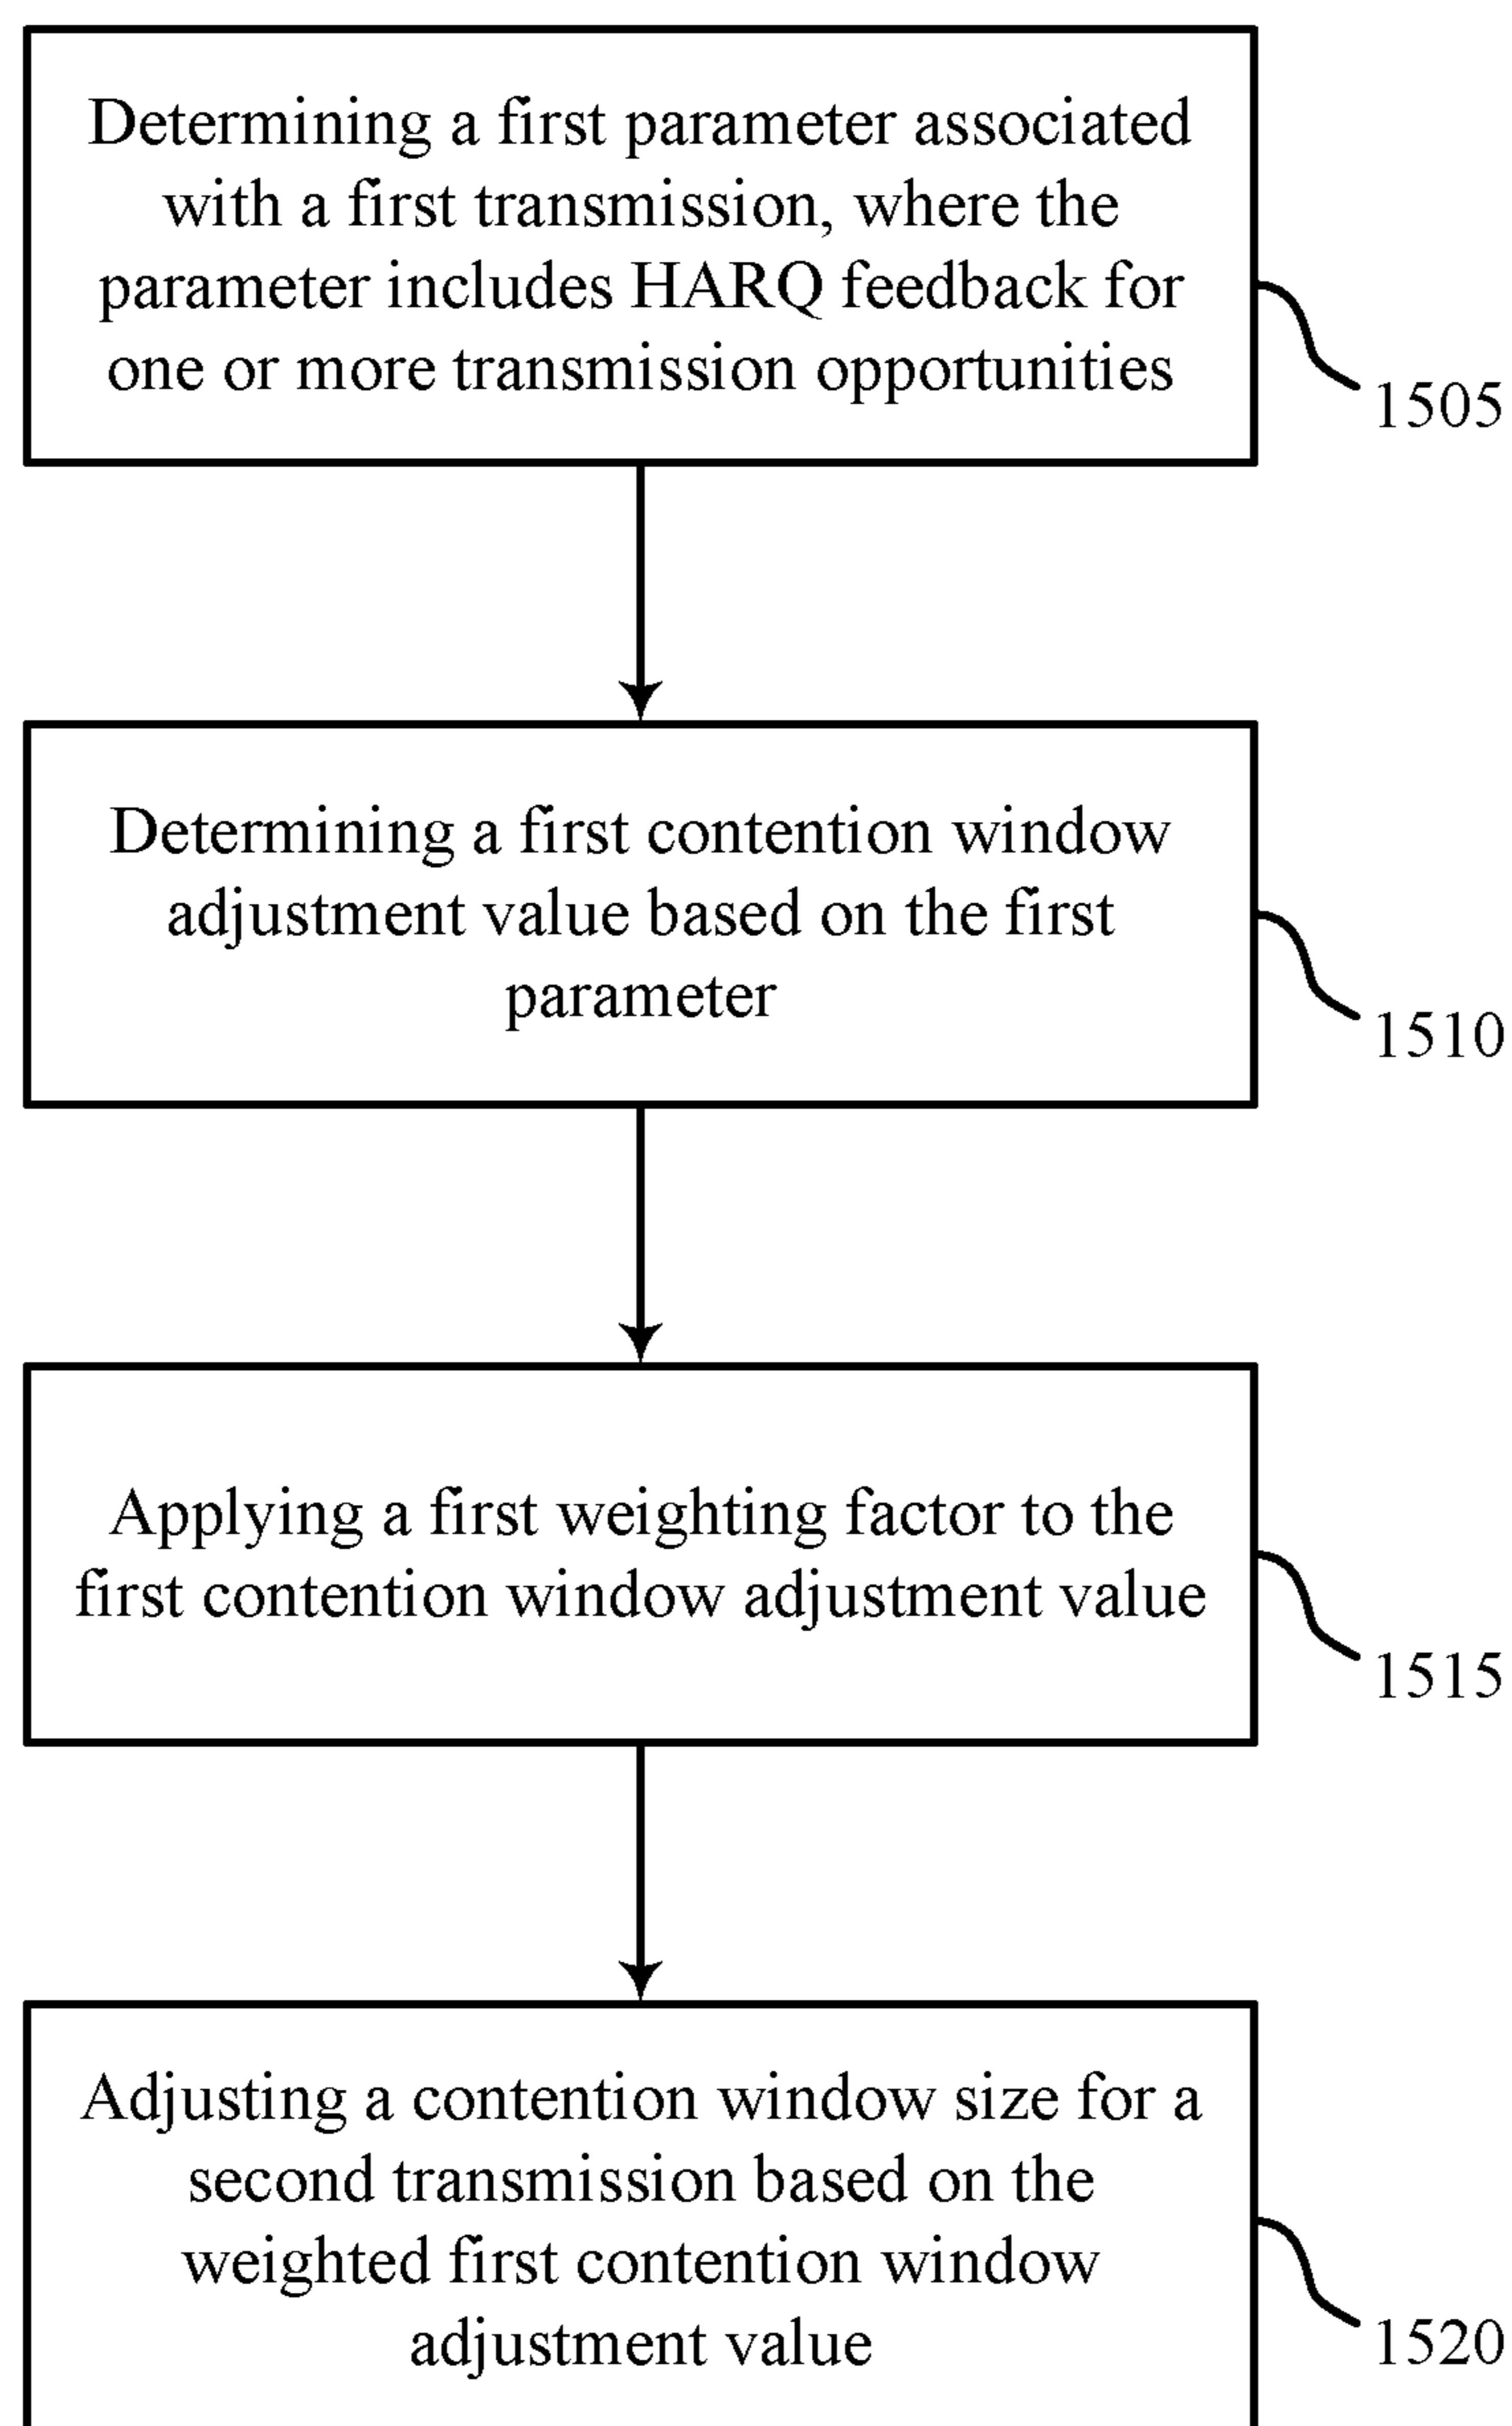 Determining a first parameter associated
with a first transmission, where the
parameter includes HARQ feedback for
one or more transmission opportunities
1505
Determining a first contention window
adjustment value based on the first
parameter
1510
Applying a first weighting factor to the
first contention window adjustment value
1515
Adjusting a contention window size for a
second transmission based on the
weighted first contention window
adjustment value
1520